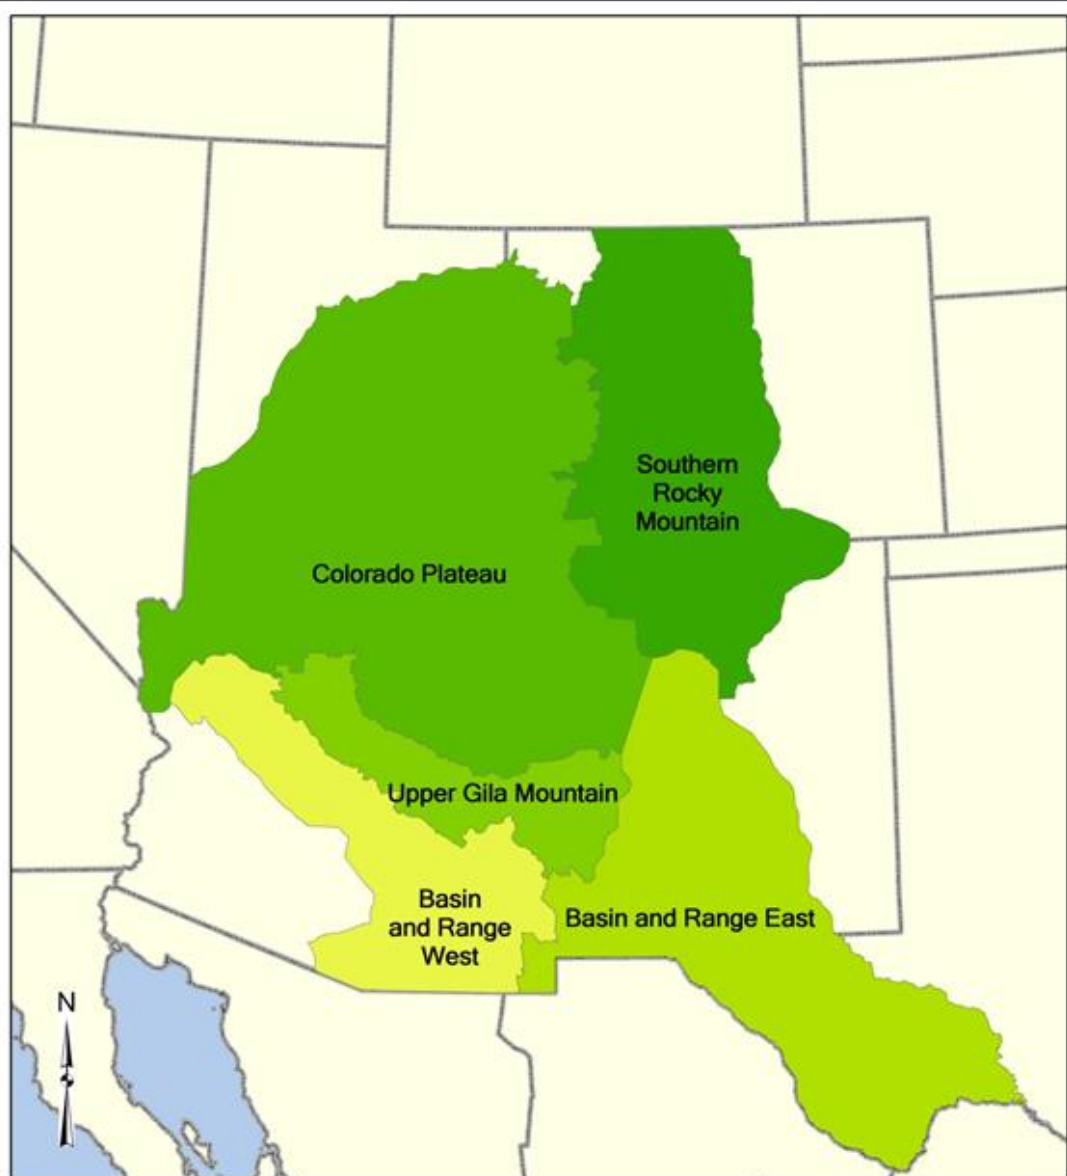 Southern
Rocky
Mountain
Colorado Plateau
Upper Gila Mountain
Basin
and Range
West
Basin and Range East
N